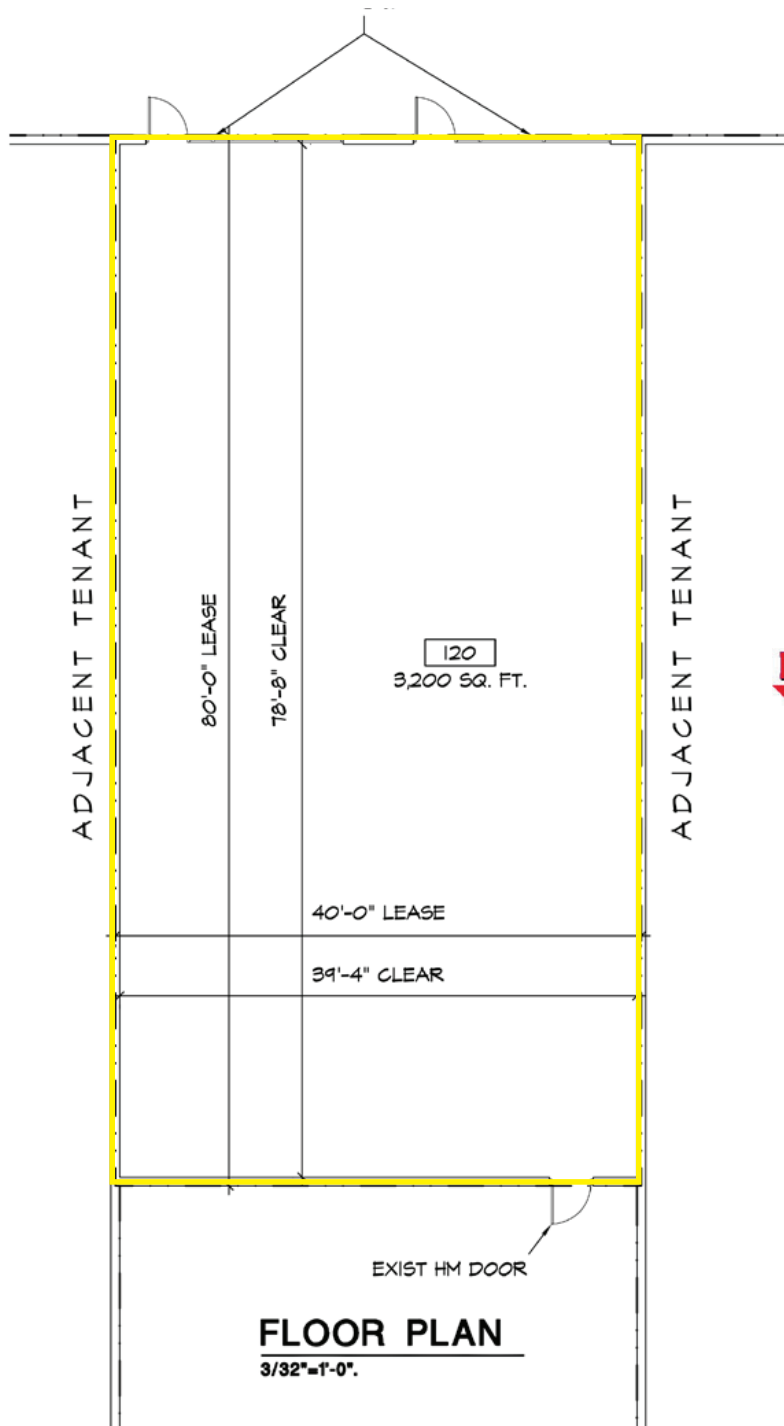 ADJACENT TENANT
80'-0" LEASE
78'-8" CLEAR
120
3,200 SQ. FT.
ADJACENT TENANT
40'-0" LEASE
39'-4" CLEAR
EXIST HM DOOR
FLOOR PLAN
3/32"=1'-0".